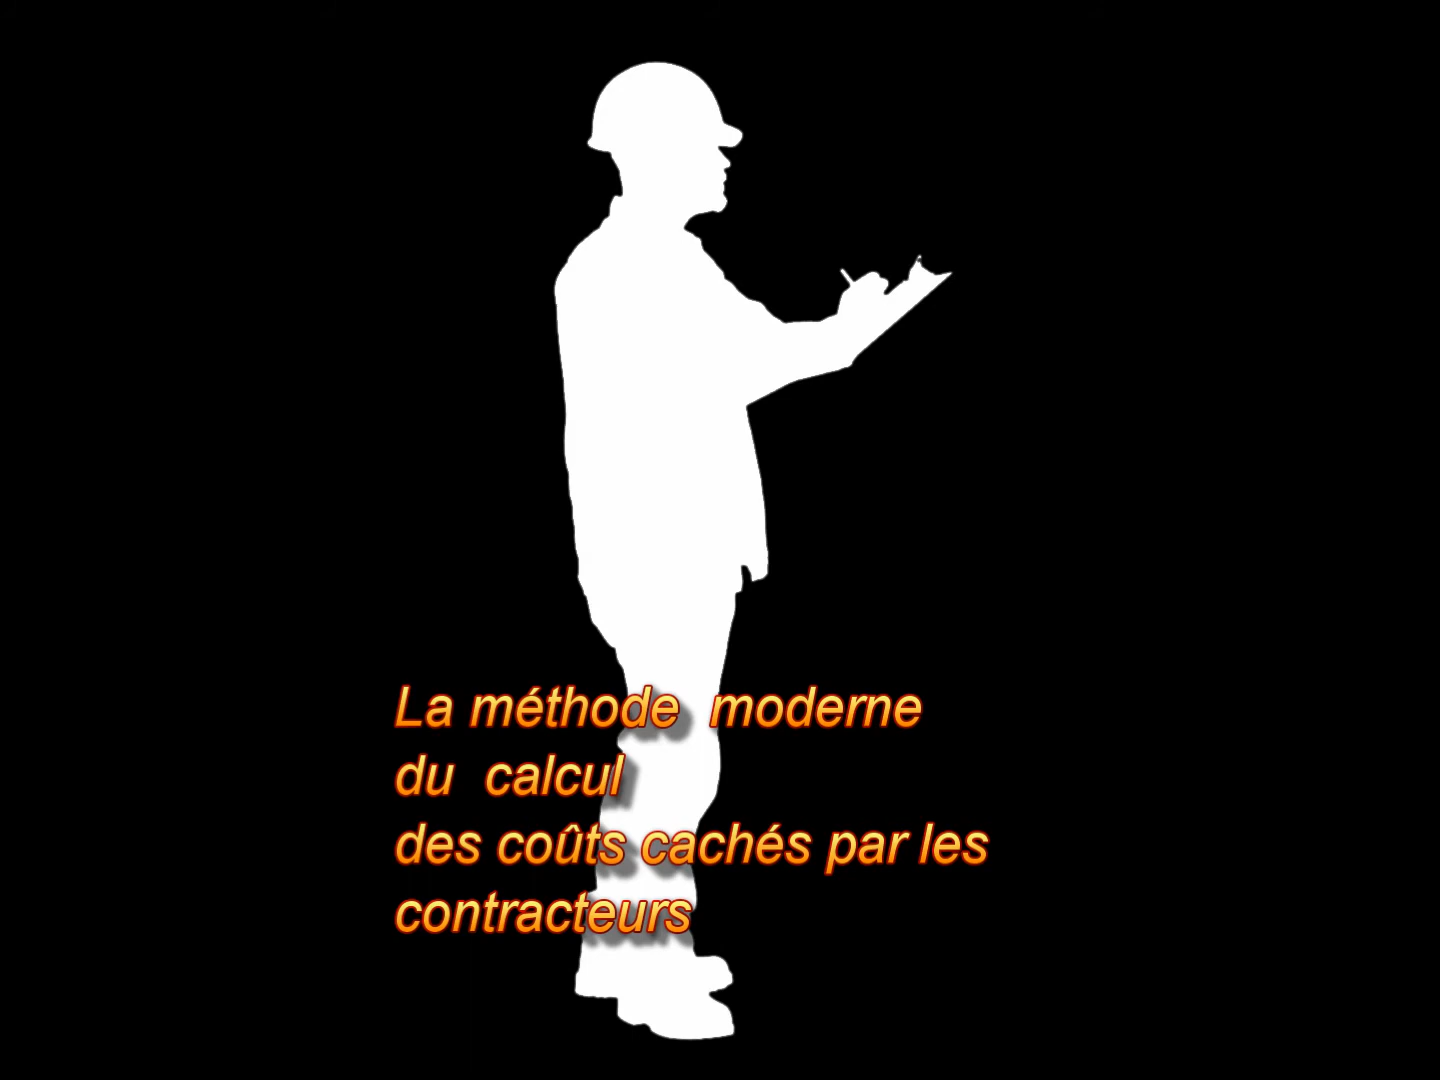 La méthode  moderne
du  calcul
des coûts cachés par les
contracteurs